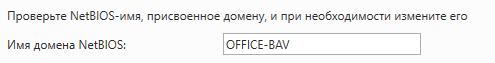 Проверьте NetBIOS-имя, присвоенное домену, и при необходимости измените его
Имя домена NetBIOS: OFFICE-BAV